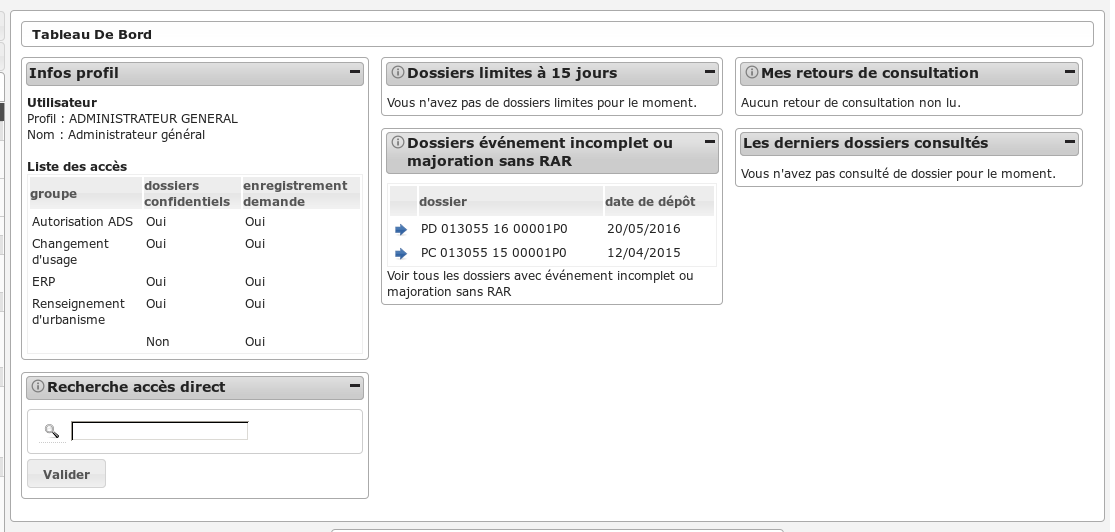 Tableau De Bord
Infos profil
Utilisateur
Profil : ADMINISTRATEUR GENERAL
Nom : Administrateur général
Liste des accès
groupe dossiers confidentiels enregistrement demande
Autorisation ADS Oui Oui
Changement d'usage Oui Oui
ERP Oui Oui
Renseignement d'urbanisme Oui Oui
Non Oui
Recherche accès direct
Valider
Dossiers limites à 15 jours
Vous n'avez pas de dossiers limites pour le moment.
Dossiers événement incomplet ou
majoration sans RAR
dossier date de dépôt
PD 013055 16 00001P0 20/05/2016
PC 013055 15 00001P0 12/04/2015
Voir tous les dossiers avec événement incomplet ou
majoration sans RAR
Mes retours de consultation
Aucun retour de consultation non lu.
Les derniers dossiers consultés
Vous n'avez pas consulté de dossier pour le moment.